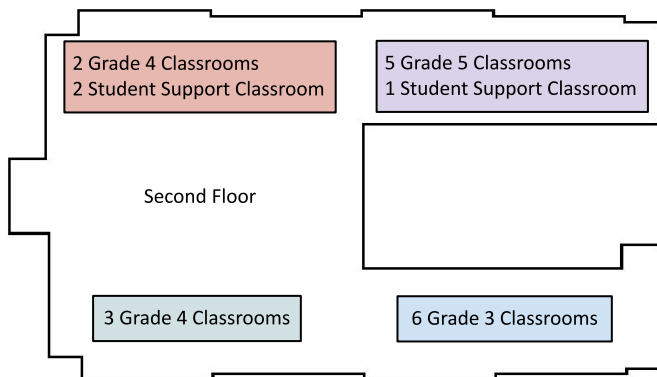 2 Grade 4 Classrooms
2 Student Support Classroom
5 Grade 5 Classrooms
1 Student Support Classroom
Second Floor
3 Grade 4 Classrooms
6 Grade 3 Classrooms